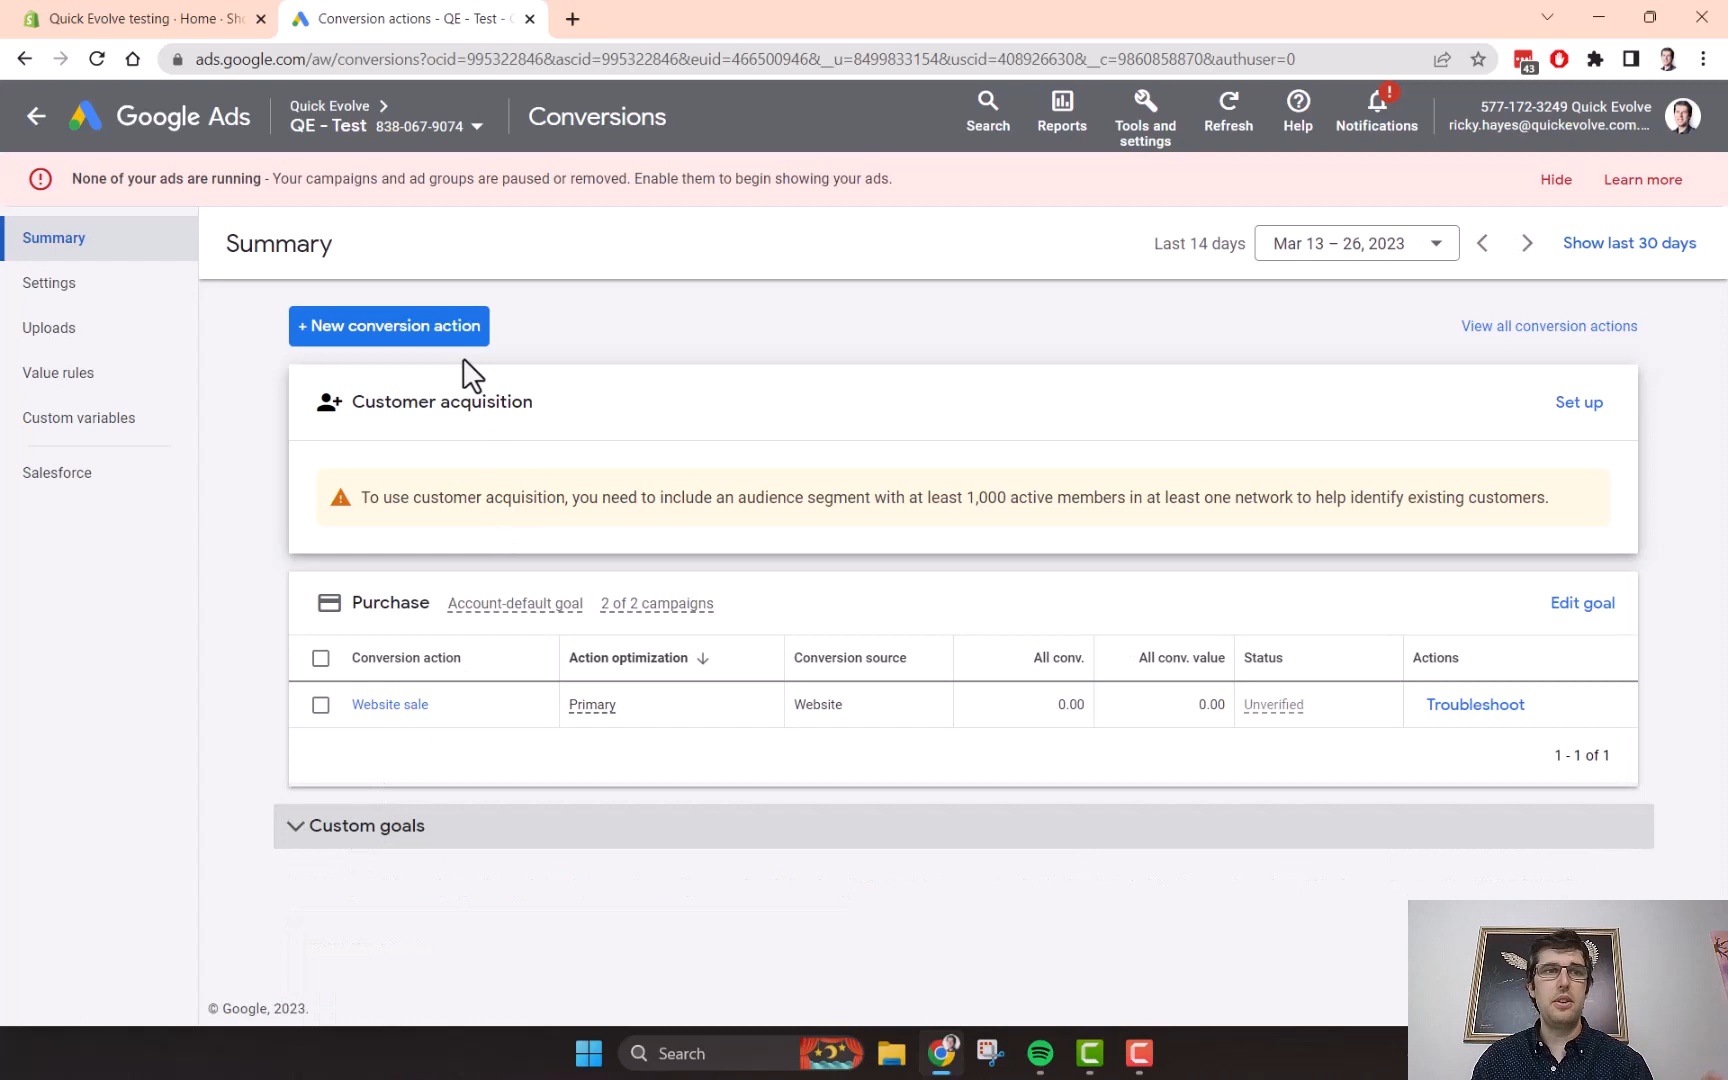 Quick Evolve testing · Home · Sho
Conversion actions - QE - Test - Q
ads.google.com/aw/conversions?ocid=995322846&ascid=995322846&euid=466500946&__u=8499833154&uscid=408926630&__c=9860858870&authuser=0
43
Google Ads
Quick Evolve
QE - Test 838-067-9074
Conversions
Search
Reports
Tools and settings
Refresh
Help
Notifications
577-172-3249 Quick Evolve
ricky.hayes@quickevolve.com....
None of your ads are running - Your campaigns and ad groups are paused or removed. Enable them to begin showing your ads.
Hide
Learn more
Summary
Settings
Uploads
Value rules
Custom variables
Salesforce
Summary
Last 14 days
Mar 13 – 26, 2023
Show last 30 days
+ New conversion action
View all conversion actions
Customer acquisition
Set up
To use customer acquisition, you need to include an audience segment with at least 1,000 active members in at least one network to help identify existing customers.
Purchase Account-default goal 2 of 2 campaigns
Edit goal
Conversion action Action optimization Conversion source All conv. All conv. value Status Actions
Website sale Primary Website 0.00 0.00 Unverified Troubleshoot
1 - 1 of 1
Custom goals
© Google, 2023.
Search